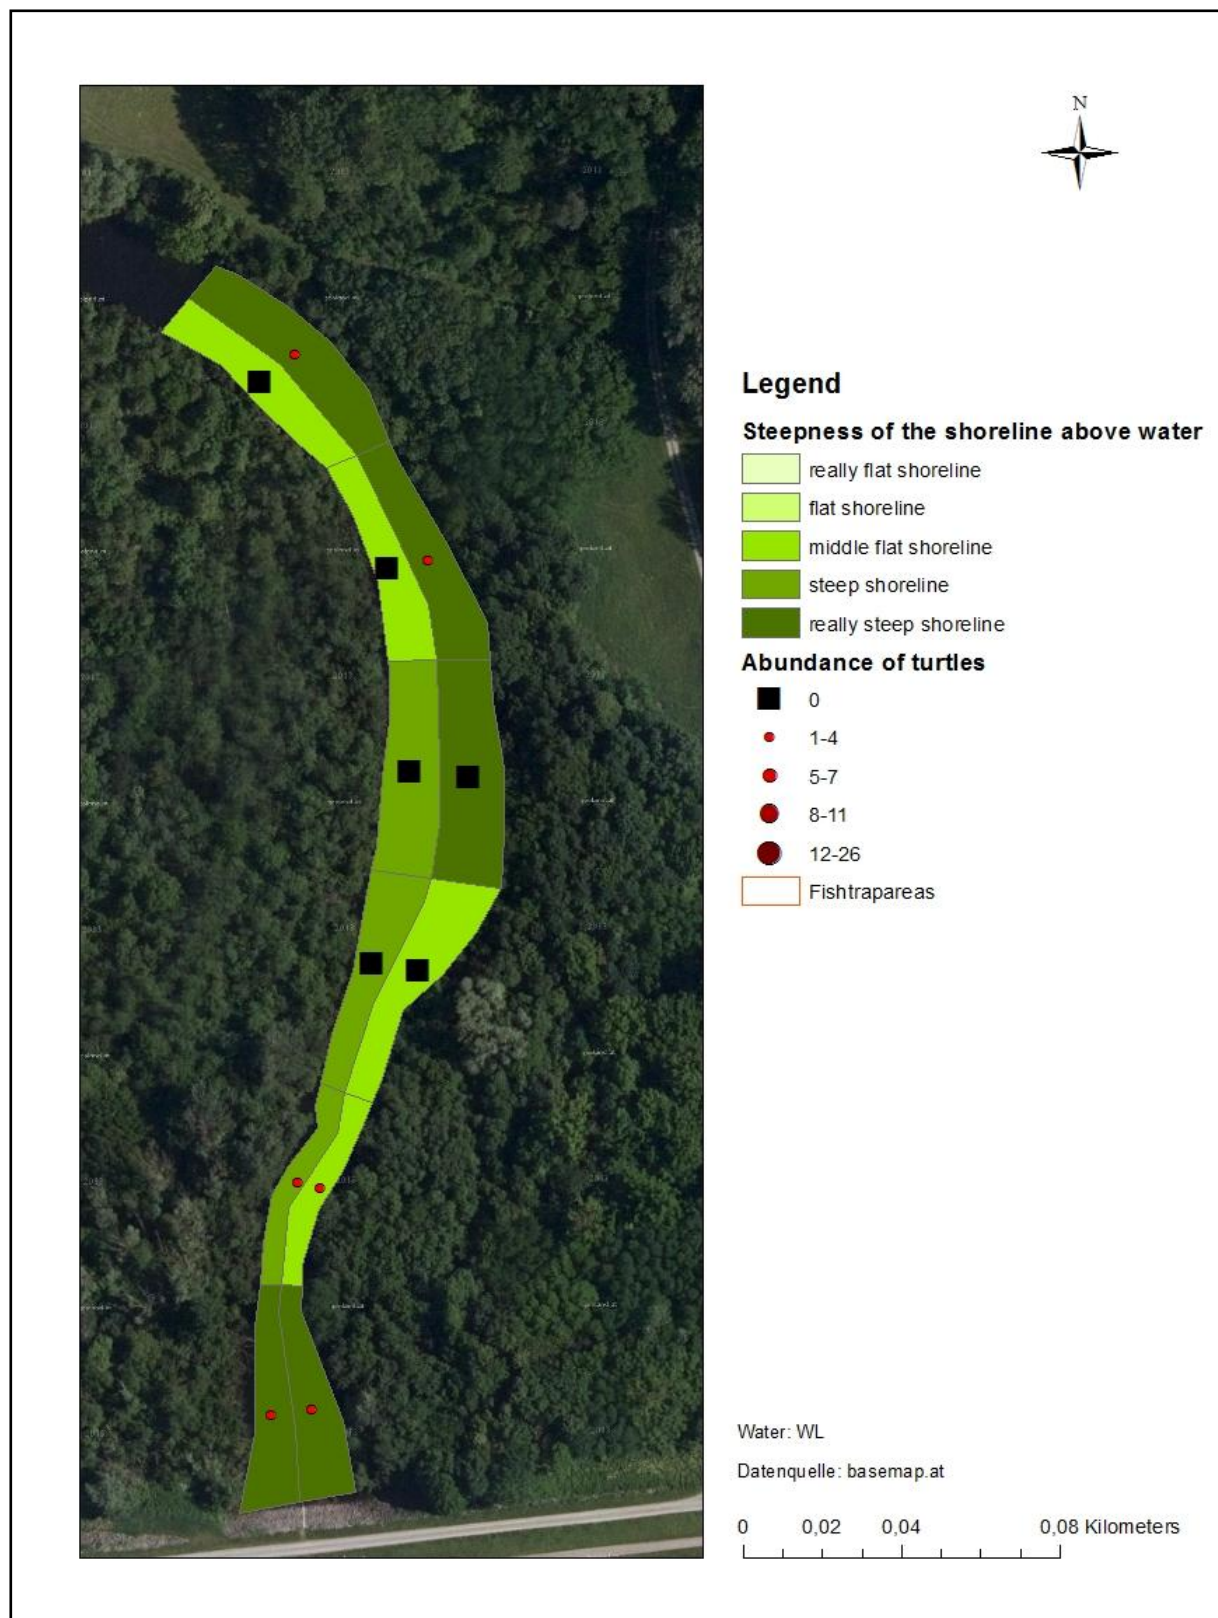 N
Legend
Steepness of the shoreline above water
really flat shoreline
flat shoreline
middle flat shoreline
steep shoreline
really steep shoreline
Abundance of turtles
0
1-4
5-7
8-11
12-26
Fishtrapareas
Water: WL
Datenquelle: basemap.at
0 0,02 0,04 0,08 Kilometers